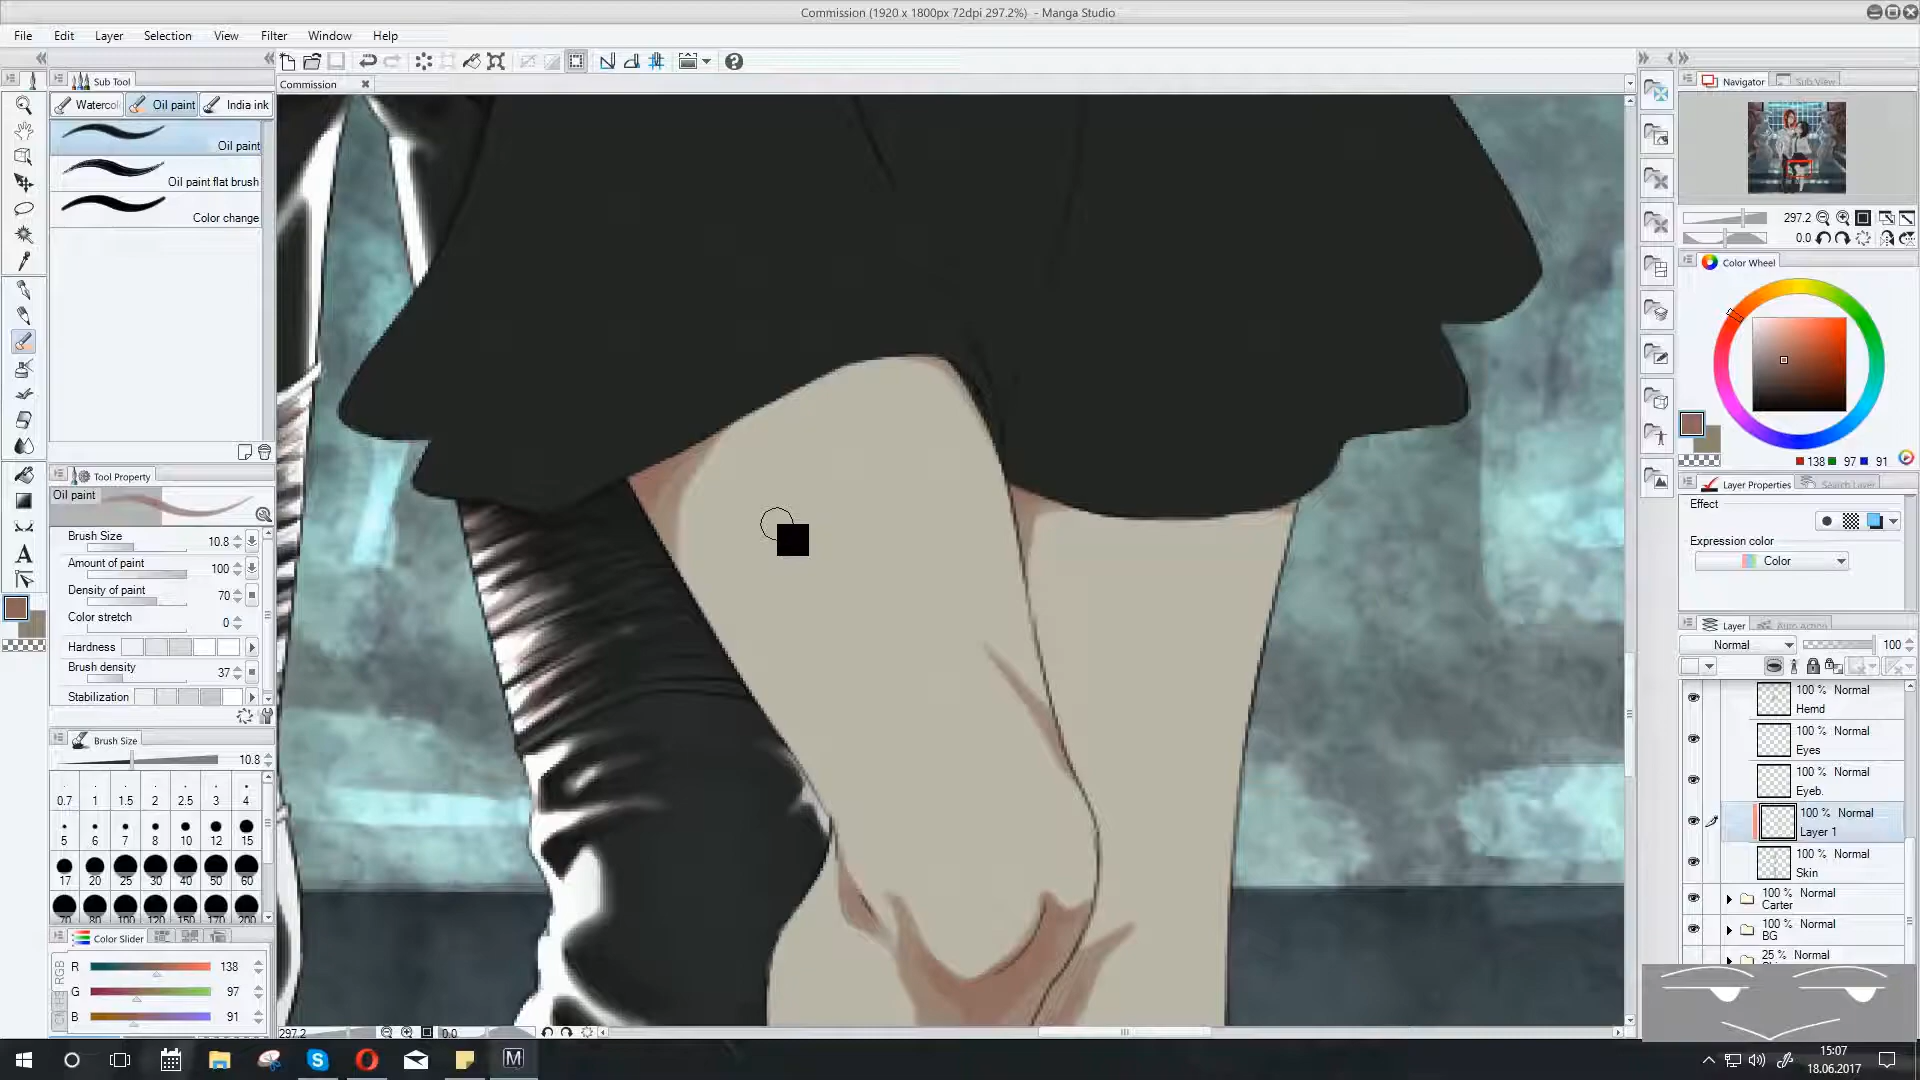 Commission (1920 x 1800px 72dpi 297.2%) - Manga Studio
File Edit Layer Selection View Filter Window Help
Sub Tool
Commission
Navigator Sub View
Watercol Oil paint India ink
Oil paint
Oil paint flat brush
Color change
297.2
0.0
Color Wheel
138 97 91
Tool Property
Oil paint
Brush Size 10.8
Amount of paint 100
Density of paint 70
Color stretch 0
Hardness
Brush density 37
Stabilization
Layer Properties Search Layer
Effect
Expression color
Color
Layer Auto Action
Normal 100
100 % Normal
Hemd
100 % Normal
Eyes
100 % Normal
Eyeb.
100 % Normal
Layer 1
100 % Normal
Skin
100 % Normal
Carter
100 % Normal
BG
25 % Normal
Brush Size
10.8
0.7 1 1.5 2 2.5 3 4
5 6 7 8 10 12 15
17 20 25 30 40 50 60
70 80 100 120 150 170 200
Color Slider
RGB
R 138
G 97
B 91
297.2 0.0
15:07
18.06.2017